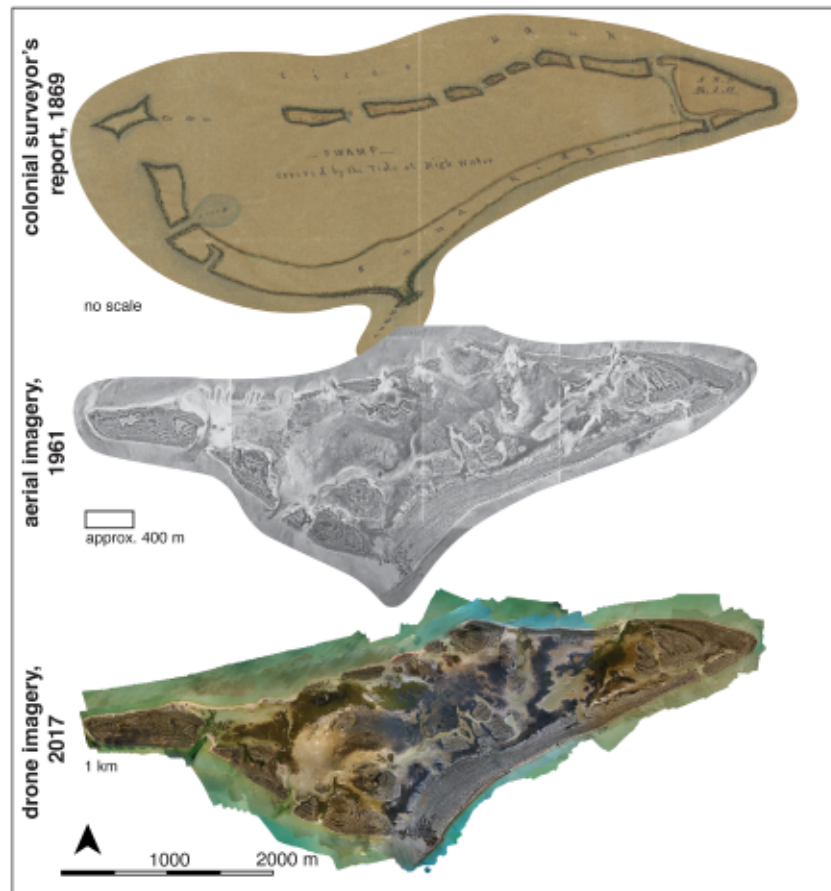 colonial surveyor's
report, 1869
SWAMP
covered by the Tide at High Water
no scale
aerial imagery,
1961
approx. 400 m
drone imagery,
2017
1 km
1000
2000 m